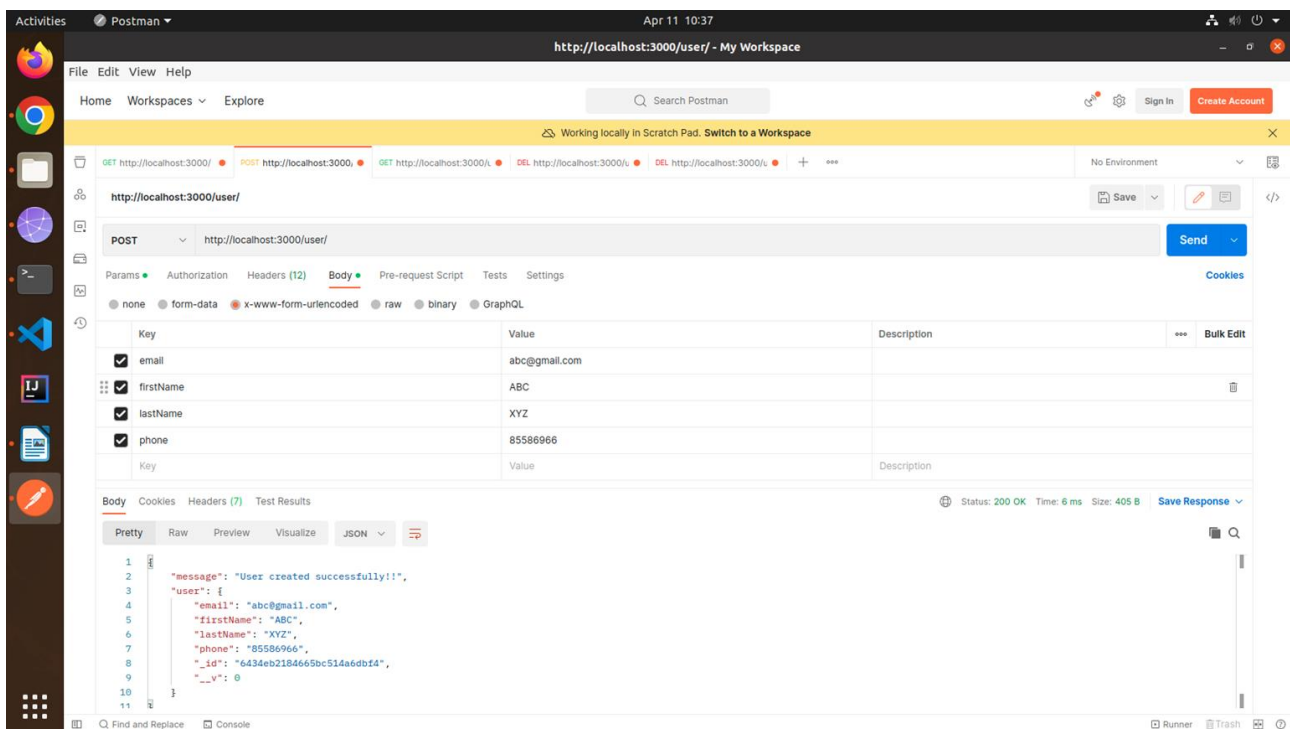 Activities Postman Apr 11 10:37
http://localhost:3000/user/ - My Workspace
File Edit View Help
Home Workspaces Explore Search Postman Sign In Create Account
Working locally in Scratch Pad. Switch to a Workspace
GET http://localhost:3000/ POST http://localhost:3000/ GET http://localhost:3000/u DEL http://localhost:3000/u DEL http://localhost:3000/u No Environment
http://localhost:3000/user/ Save
POST http://localhost:3000/user/ Send
Params Authorization Headers (12) Body Pre-request Script Tests Settings Cookies
none form-data x-www-form-urlencoded raw binary GraphQL
Key Value Description Bulk Edit
email abc@gmail.com
firstName ABC
lastName XYZ
phone 85586966
Key Value Description
Body Cookies Headers (7) Test Results Status: 200 OK Time: 6 ms Size: 405 B Save Response
Pretty Raw Preview Visualize JSON
1 {
2 "message": "User created successfully!!",
3 "user": {
4 "email": "abc@gmail.com",
5 "firstName": "ABC",
6 "lastName": "XYZ",
7 "phone": "85586966",
8 "_id": "6434eb2184665bc514a6dbf4",
9 "__v": 0
10 }
11 }
Find and Replace Console Runner Trash